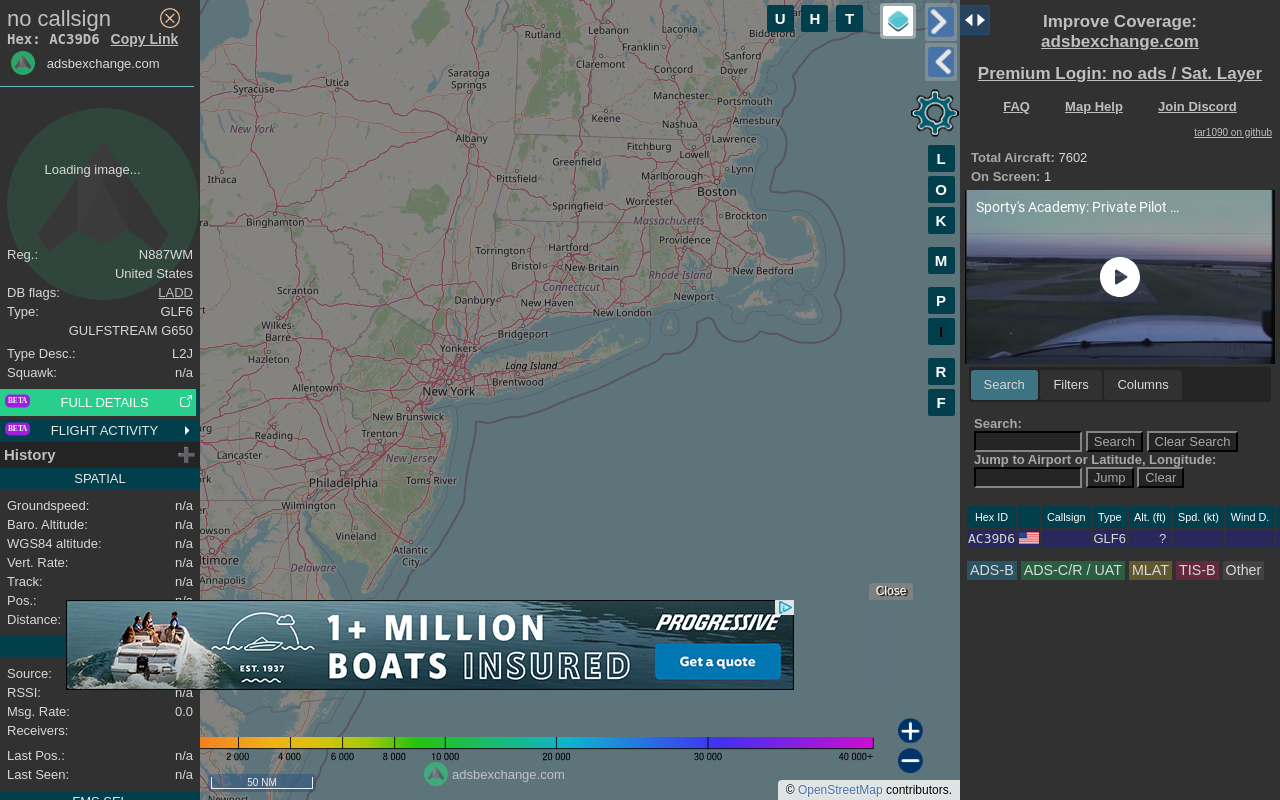 no callsign
Hex: AC39D6 Copy Link
adsbexchange.com
Loading image...
Reg.: N887WM
United States
DB flags: LADD
Type: GLF6
GULFSTREAM G650
Type Desc.: L2J
Squawk: n/a
BETA FULL DETAILS
BETA FLIGHT ACTIVITY
History
SPATIAL
Groundspeed: n/a
Baro. Altitude: n/a
WGS84 altitude: n/a
Vert. Rate: n/a
Track: n/a
Pos.: n/a
Distance:
Source:
RSSI: n/a
Msg. Rate: 0.0
Receivers:
Last Pos.: n/a
Last Seen: n/a
FMS SEL
U H T
L
O
K
M
P
I
R
F
Rutland
Lebanon
Laconia
Biddeford
Franklin
Sanford
Claremont
Concord
Dover
Utica
Saratoga
Springs
Syracuse
Manchester
Portsmouth
Keene
Nashua
Amesbury
New York
Albany
Lawrence
Fitchburg
Lowell
Greenfield
Lynn
Ithaca
Pittsfield
Marlborough
Boston
Worcester
Springfield
Massachusetts
Brockton
Binghamton
Providence
Torrington
Hartford
Bristol
New Britain
New Bedford
Rhode Island
Connecticut
Scranton
Danbury
New Haven
Newport
New London
Wilkes-
Barre
Bridgeport
Yonkers
Hazleton
Long Island
Brentwood
Allentown
New York
New Brunswick
Reading
Trenton
Lancaster
New Jersey
Philadelphia
Toms River
Wilmington
Vineland
Atlantic
City
Annapolis
Delaware
Close
1+ MILLION
BOATS INSURED
EST. 1937
PROGRESSIVE
Get a quote
2 000 4 000 6 000 8 000 10 000 20 000 30 000 40 000+
adsbexchange.com
50 NM
Newport
© OpenStreetMap contributors.
Improve Coverage:
adsbexchange.com
Premium Login: no ads / Sat. Layer
FAQ Map Help Join Discord
tar1090 on github
Total Aircraft: 7602
On Screen: 1
Sporty's Academy: Private Pilot ...
Search Filters Columns
Search:
Search Clear Search
Jump to Airport or Latitude, Longitude:
Jump Clear
Hex ID Callsign Type Alt. (ft) Spd. (kt) Wind D.
AC39D6 GLF6 ?
ADS-B ADS-C/R / UAT MLAT TIS-B Other